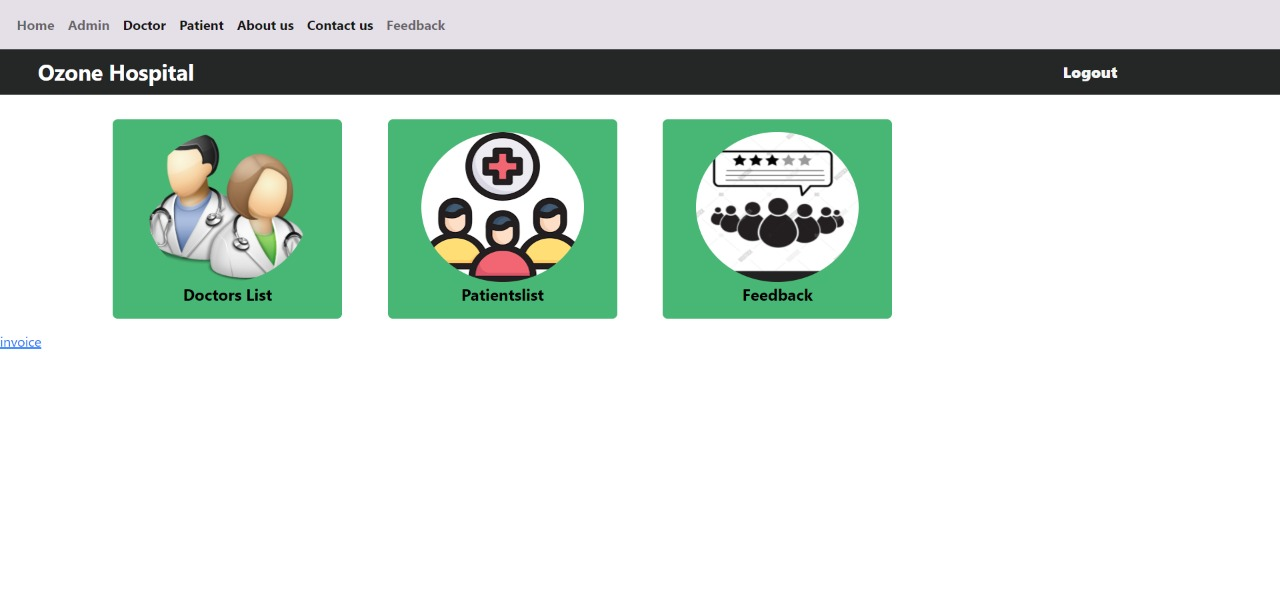 Home Admin Doctor Patient About us Contact us Feedback
Ozone Hospital Logout
Doctors List Patientslist Feedback
invoice